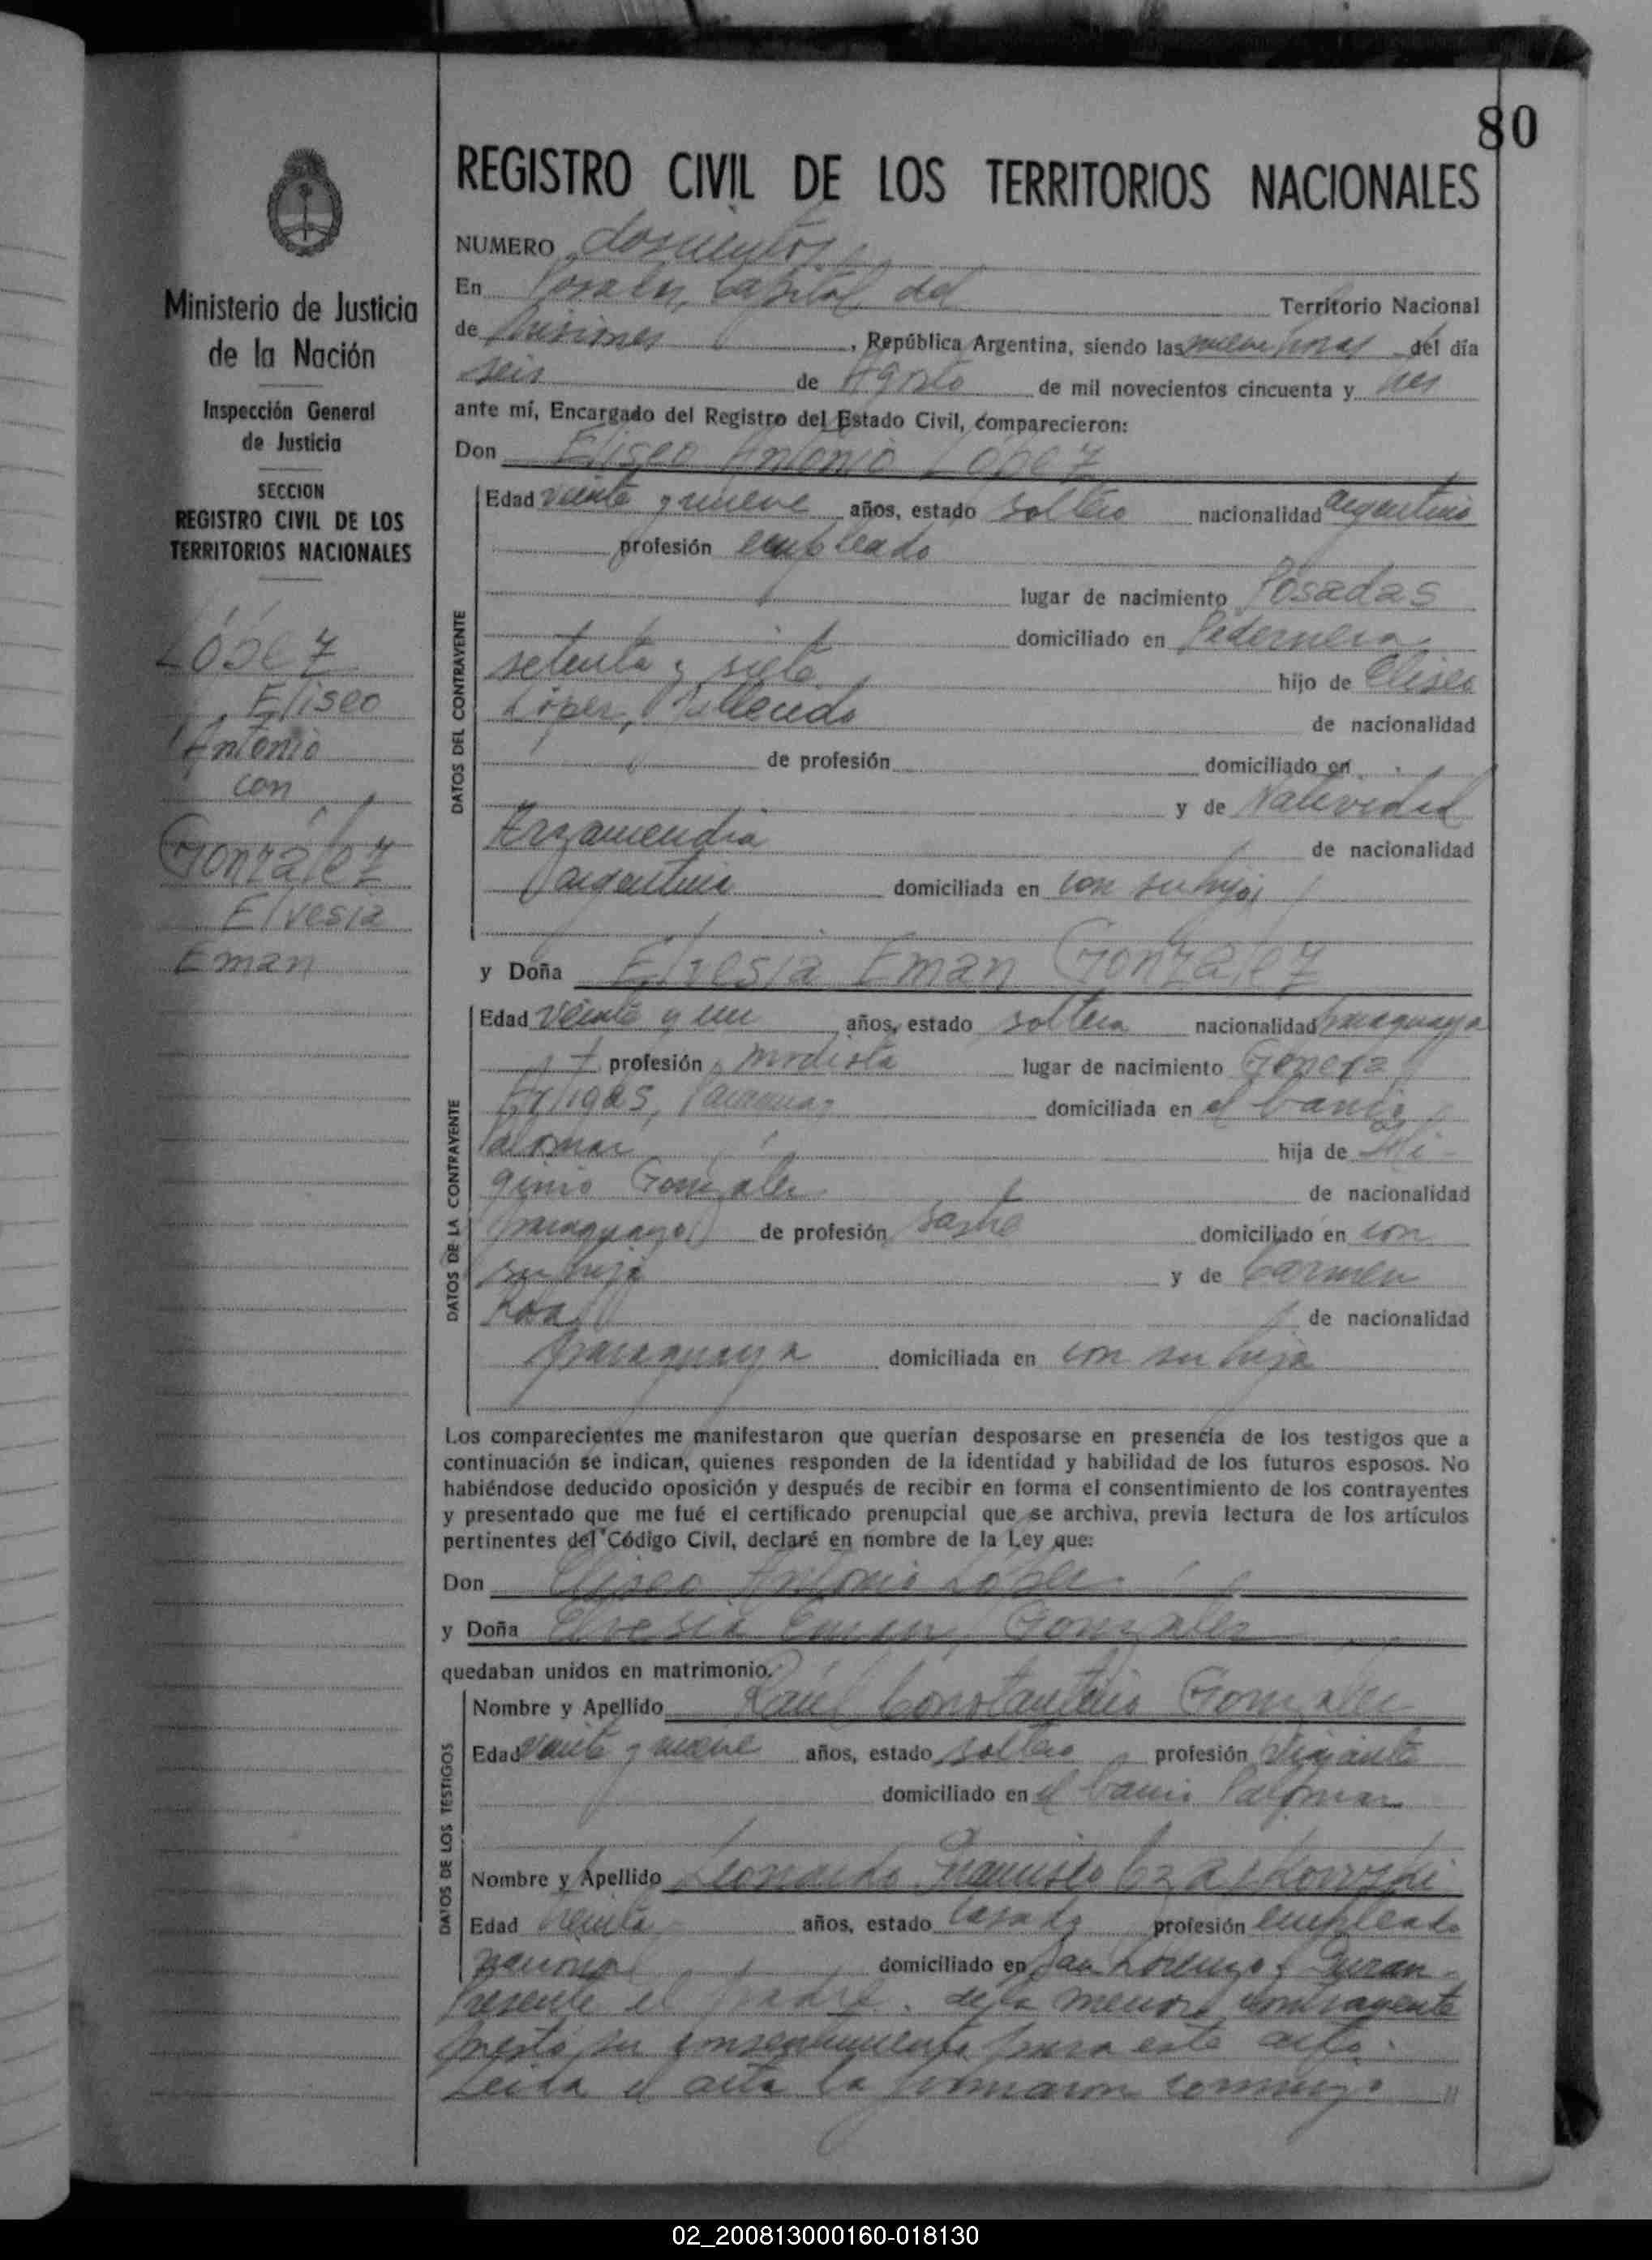 80
REGISTRO CIVIL DE LOS TERRITORIOS NACIONALES
Ministerio de Justicia
de la Nación
Inspección General
de Justicia
SECCION
REGISTRO CIVIL DE LOS
TERRITORIOS NACIONALES
López
Eliseo
Antonio
con
González
Elvesia
Eman
NUMERO doscientos
En Posadas, Capital del Territorio Nacional
de Misiones, República Argentina, siendo las nueve horas del día
seis de Agosto de mil novecientos cincuenta y tres
ante mí, Encargado del Registro del Estado Civil, comparecieron:
Don Eliseo Antonio López
DATOS DEL CONTRAYENTE
Edad veinte y nueve años, estado soltero nacionalidad argentino
profesión empleado
lugar de nacimiento Posadas
domiciliado en Pedernera
setenta y siete hijo de Eliseo
López, fallecido de nacionalidad
de profesión domiciliado en
y de Natividad
Arzamendia de nacionalidad
argentina domiciliada en con su hijo
y Doña Elvesia Eman González
DATOS DE LA CONTRAYENTE
Edad veinte y un años, estado soltera nacionalidad paraguaya
profesión modista lugar de nacimiento General
Artigas, Paraguay domiciliada en el barrio
Palomar hija de Hi-
ginio González de nacionalidad
paraguayo de profesión sastre domiciliado en con
su hija y de Carmen
de nacionalidad
paraguaya domiciliada en con su hija
Los comparecientes me manifestaron que querían desposarse en presencia de los testigos que a
continuación se indican, quienes responden de la identidad y habilidad de los futuros esposos. No
habiéndose deducido oposición y después de recibir en forma el consentimiento de los contrayentes
y presentado que me fué el certificado prenupcial que se archiva, previa lectura de los artículos
pertinentes del Código Civil, declaré en nombre de la Ley que:
Don Eliseo Antonio López
y Doña Elvesia Eman González
quedaban unidos en matrimonio.
DATOS DE LOS TESTIGOS
Nombre y Apellido Raúl Constantino González
Edad veinte y nueve años, estado soltero profesión
domiciliado en el barrio Palomar
Nombre y Apellido Leonardo Francisco
Edad treinta años, estado casado profesión empleado
nacional domiciliado en San Lorenzo y
Presente el padre de la menor contrayente
prestó su consentimiento para este acto.
Leída el acta la firmaron conmigo
02_200813000160-018130